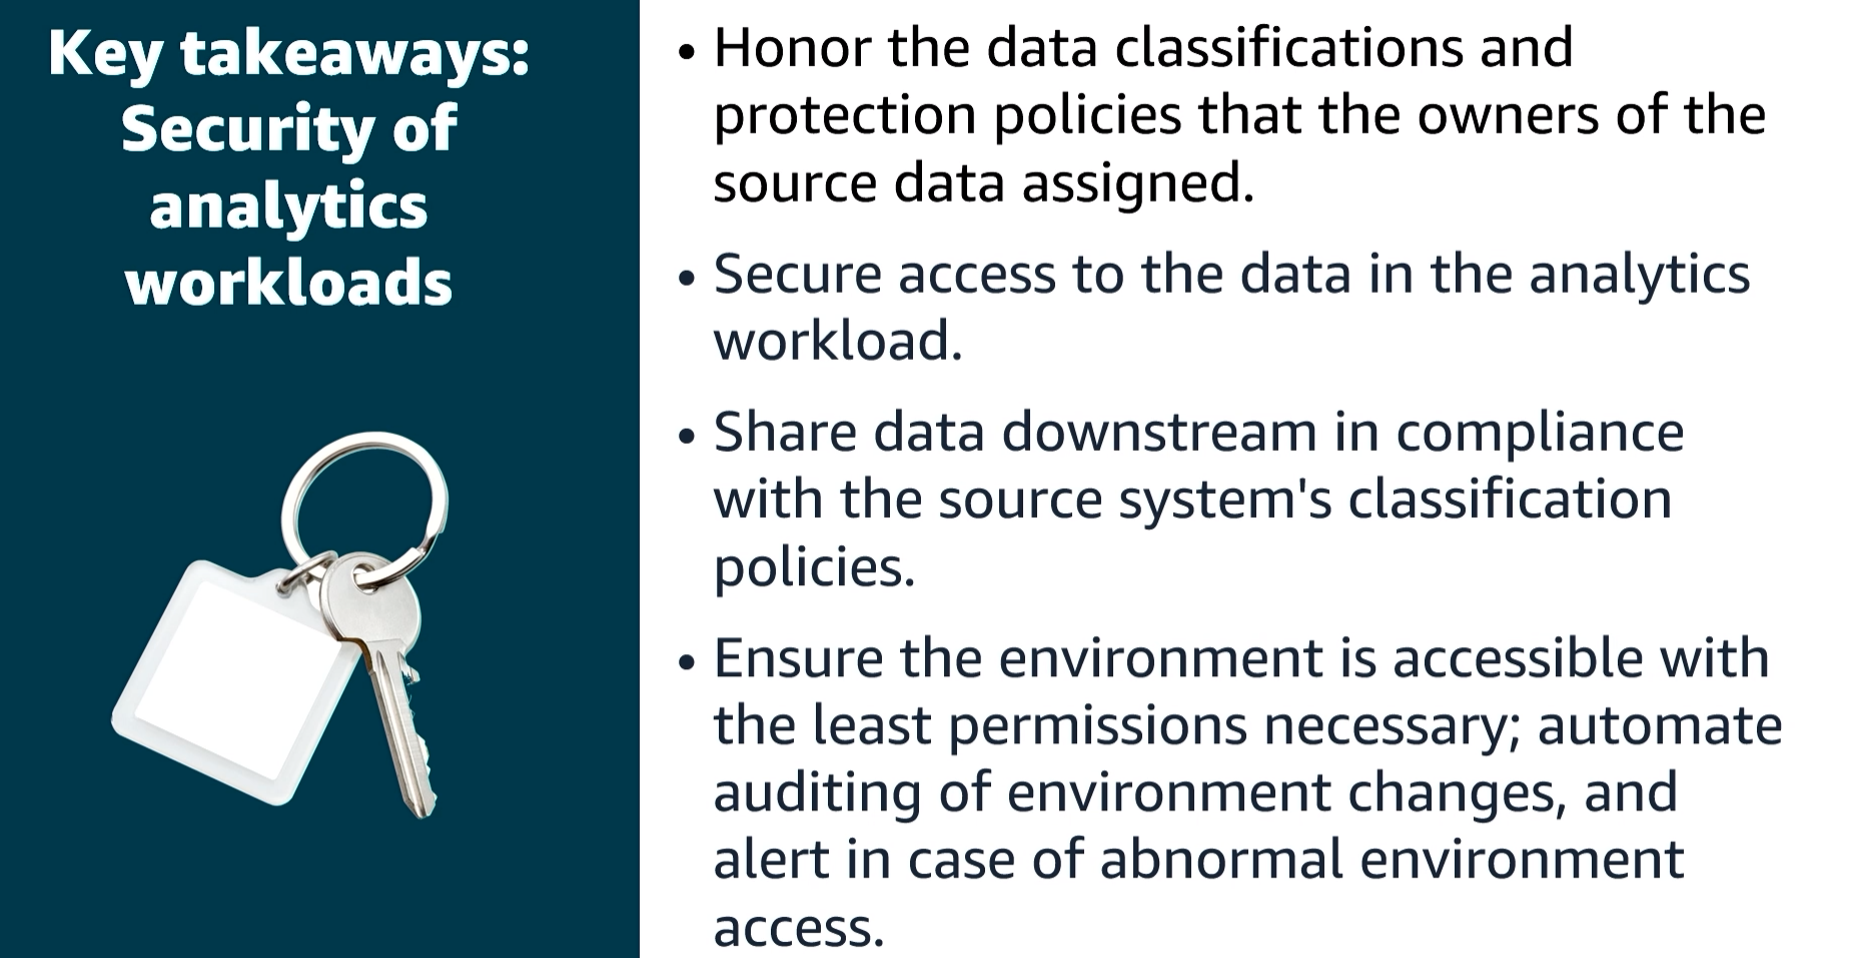 Key takeaways:
Security of
analytics
workloads
• Honor the data classifications and
protection policies that the owners of the
source data assigned.
• Secure access to the data in the analytics
workload.
• Share data downstream in compliance
with the source system's classification
policies.
• Ensure the environment is accessible with
the least permissions necessary; automate
auditing of environment changes, and
alert in case of abnormal environment
access.